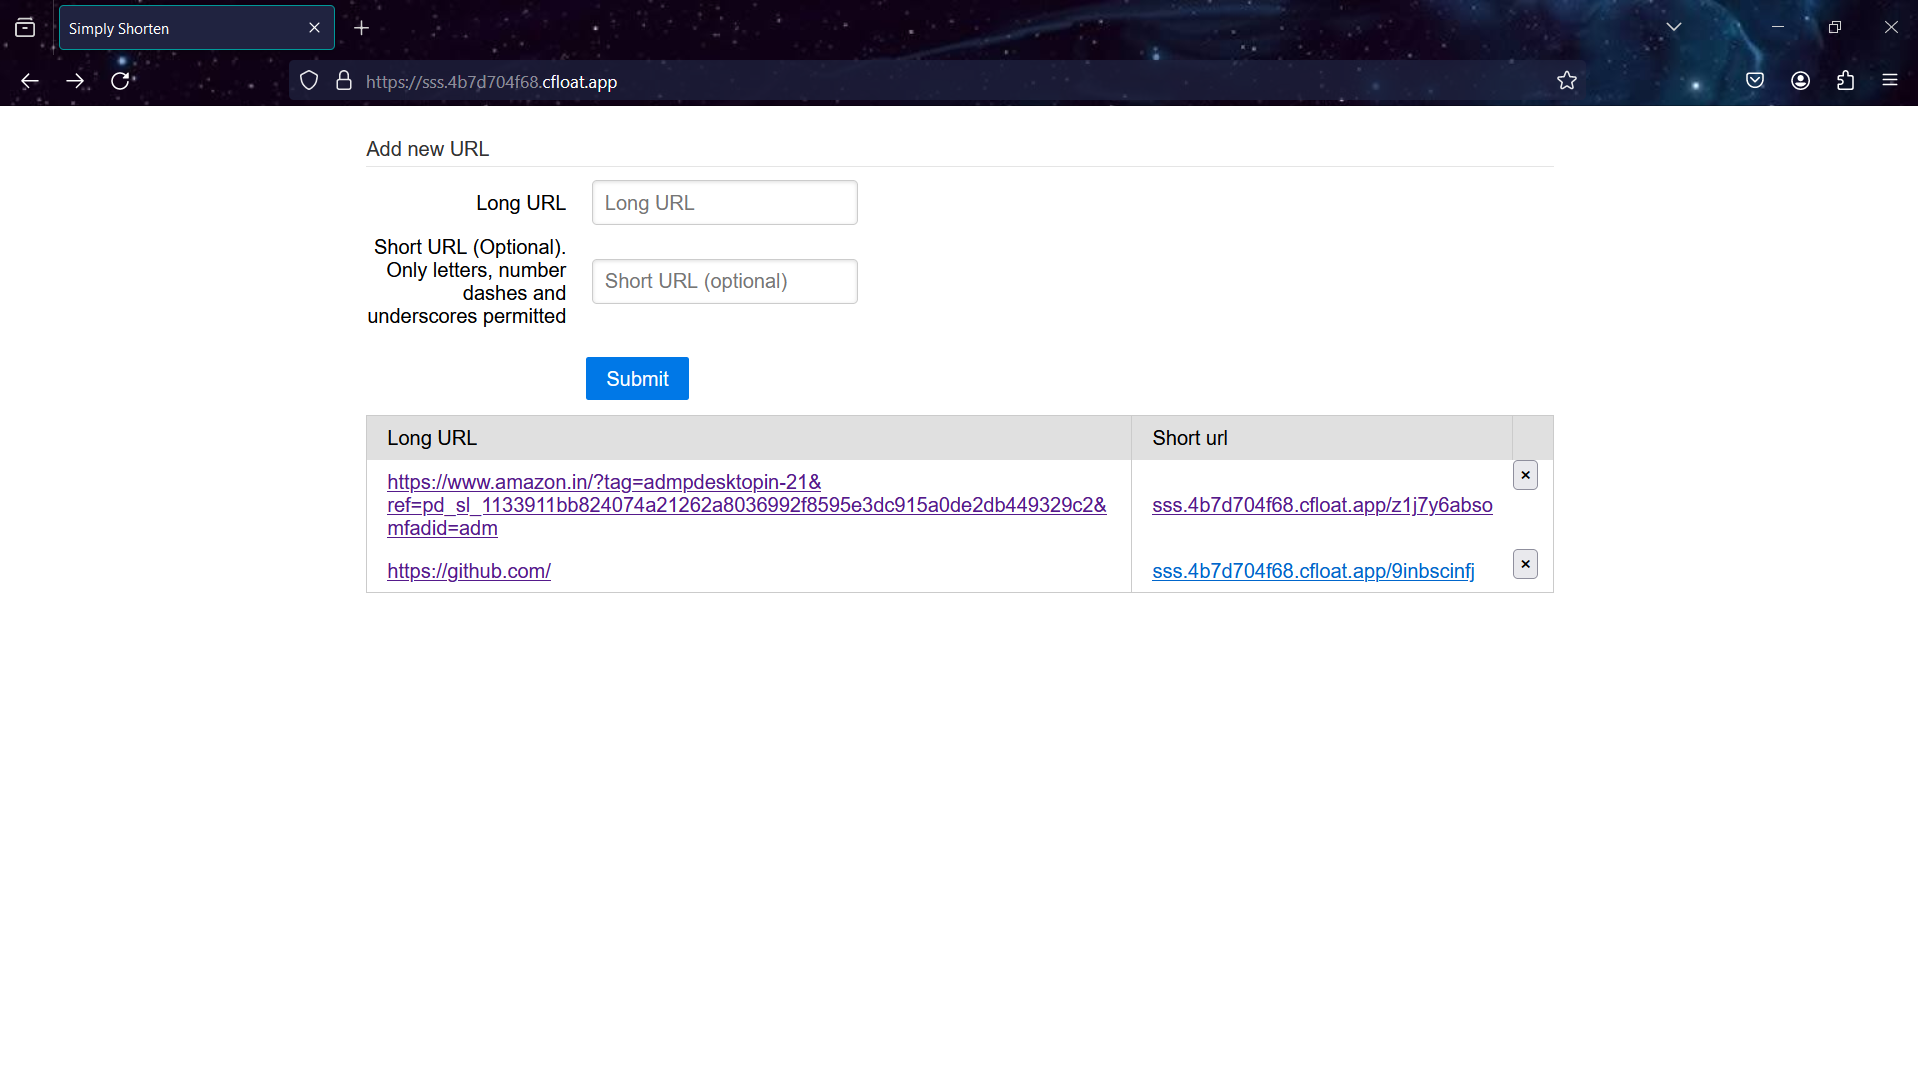 Simply Shorten
https://sss.4b7d704f68.cfloat.app
Add new URL
Long URL
Long URL
Short URL (Optional).
Only letters, number
dashes and
underscores permitted
Short URL (optional)
Submit
Long URL
Short url
https://www.amazon.in/?tag=admpdesktopin-21&
ref=pd_sl_1133911bb824074a21262a8036992f8595e3dc915a0de2db449329c2&
mfadid=adm
sss.4b7d704f68.cfloat.app/z1j7y6abso
https://github.com/
sss.4b7d704f68.cfloat.app/9inbscinfj